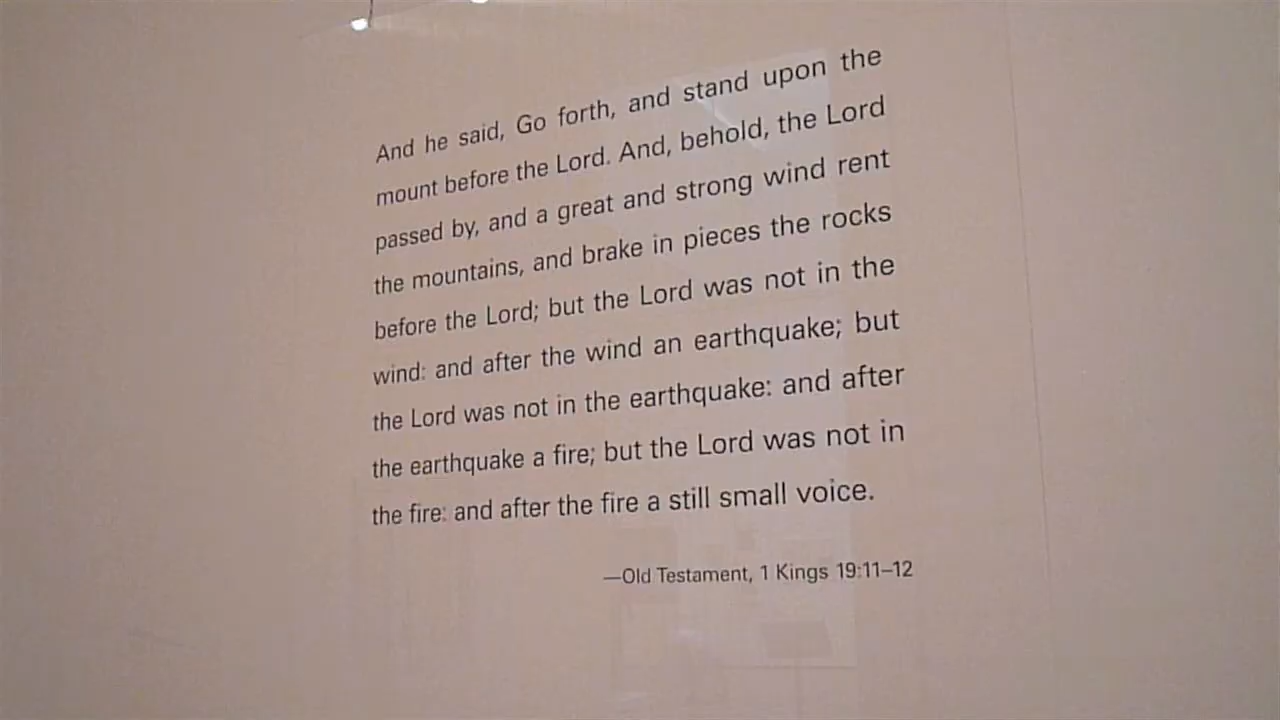 And he said, Go forth, and stand upon the
mount before the Lord. And, behold, the Lord
passed by, and a great and strong wind rent
the mountains, and brake in pieces the rocks
before the Lord; but the Lord was not in the
wind: and after the wind an earthquake; but
the Lord was not in the earthquake: and after
the earthquake a fire; but the Lord was not in
the fire: and after the fire a still small voice.
—Old Testament, 1 Kings 19:11–12